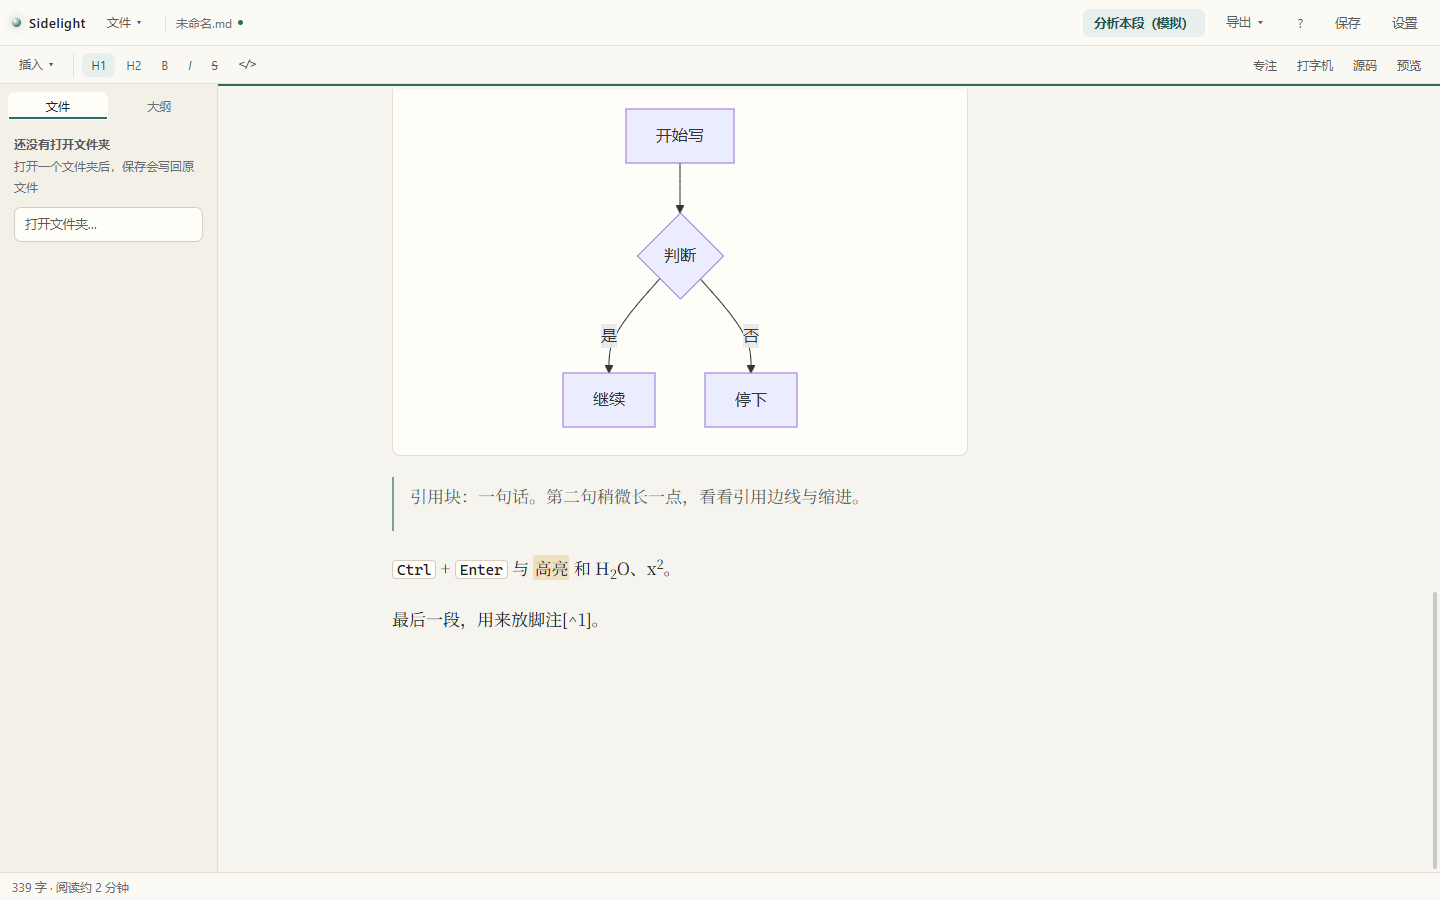 Sidelight 文件 未命名.md 分析本段（模拟） 导出 ? 保存 设置
插入 H1 H2 B I S </> 专注 打字机 源码 预览
文件 大纲
还没有打开文件夹
打开一个文件夹后，保存会写回原
文件
打开文件夹...
开始写
判断
是 否
继续 停下
引用块：一句话。第二句稍微长一点，看看引用边线与缩进。
Ctrl + Enter 与 高亮 和 H₂O、x²。
最后一段，用来放脚注[^1]。
339 字 · 阅读约 2 分钟